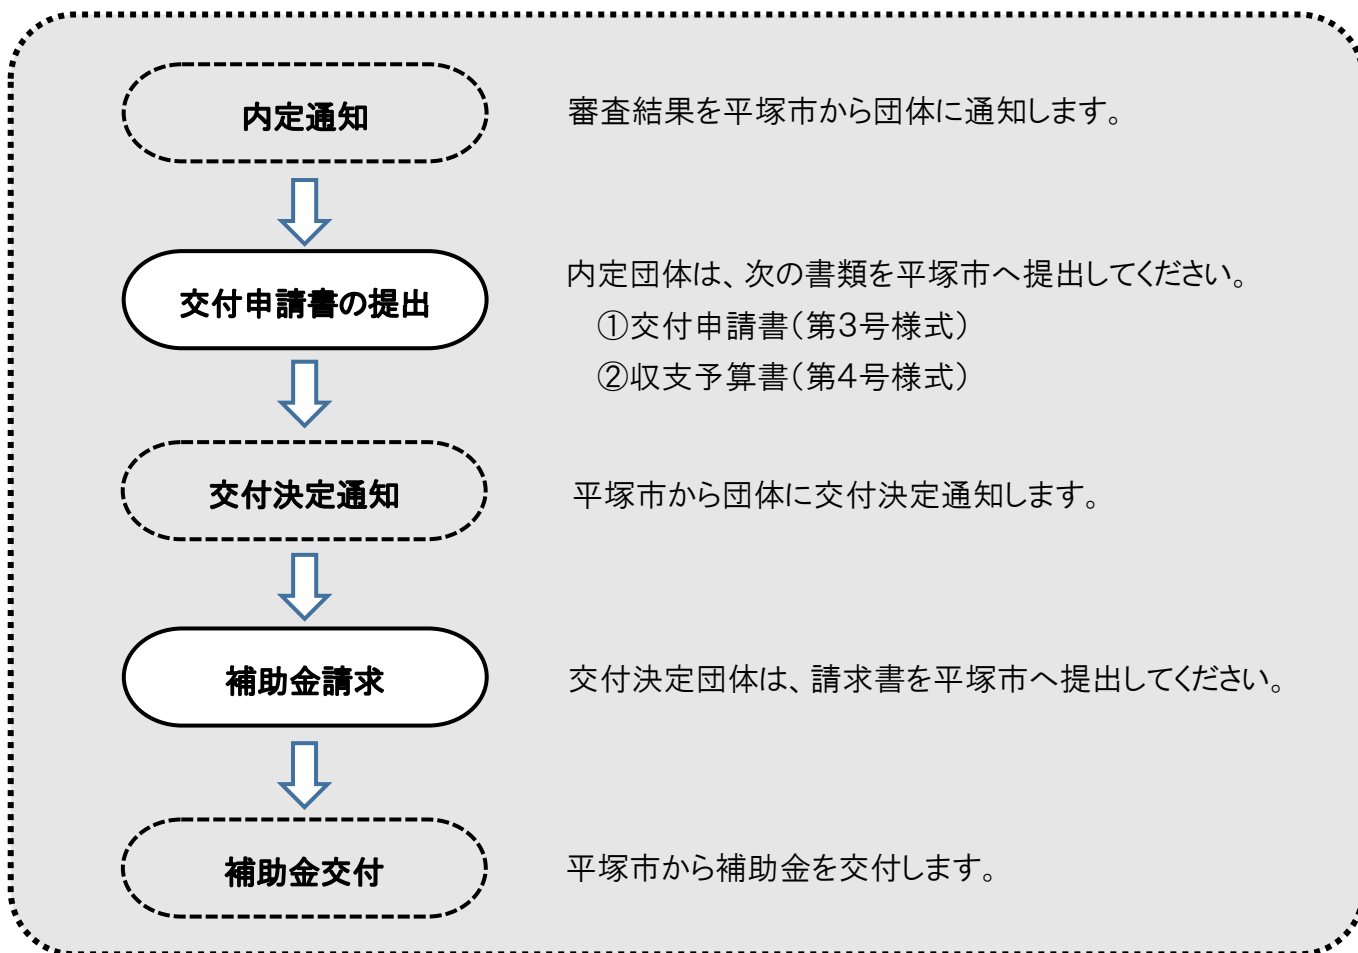 内定通知
審査結果を平塚市から団体に通知します。
交付申請書の提出
内定団体は、次の書類を平塚市へ提出してください。
①交付申請書（第3号様式）
②収支予算書（第4号様式）
交付決定通知
平塚市から団体に交付決定通知します。
補助金請求
交付決定団体は、請求書を平塚市へ提出してください。
補助金交付
平塚市から補助金を交付します。